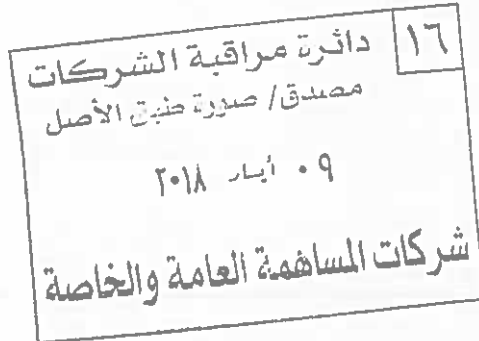 ١٦ دائرة مراقبة الشركات
مصدق/ صورة طبق الأصل
٠٩ أيار ٢٠١٨
شركات المساهمة العامة والخاصة